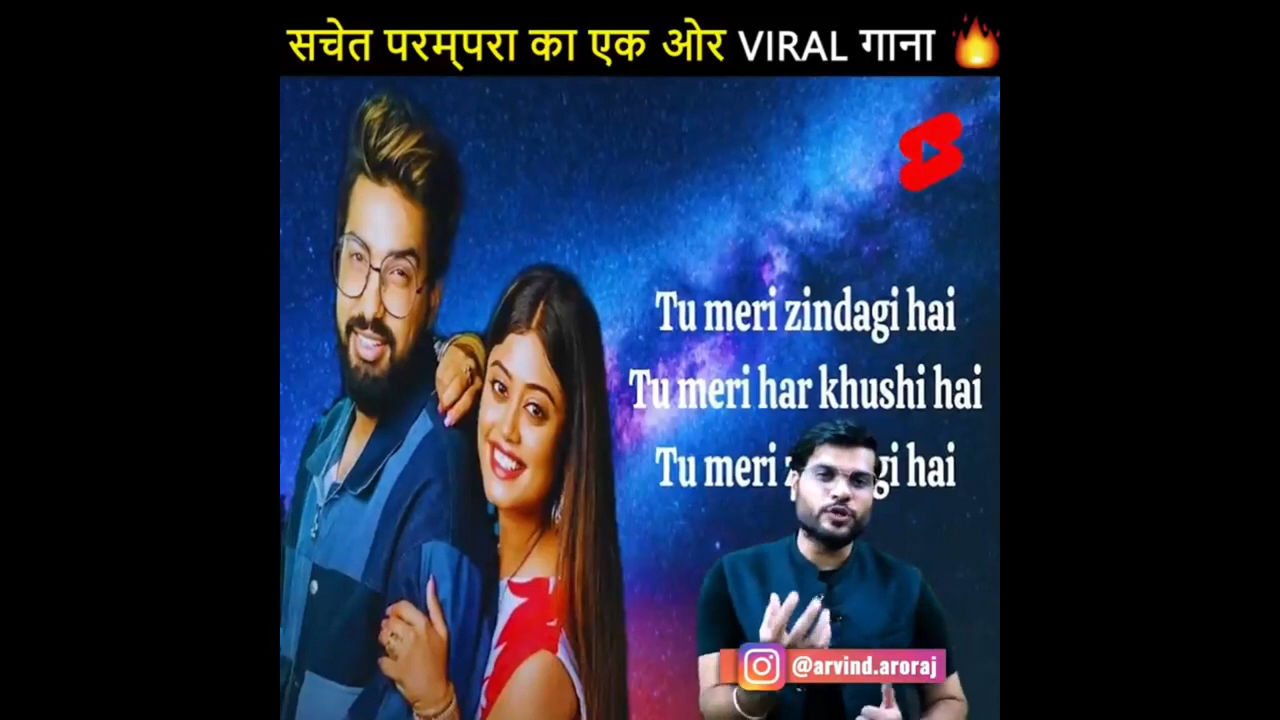 सचेत परम्परा का एक ओर VIRAL गाना 🔥
Tu meri zindagi hai
Tu meri har khushi hai
Tu meri z gi hai
@arvind.aroraj